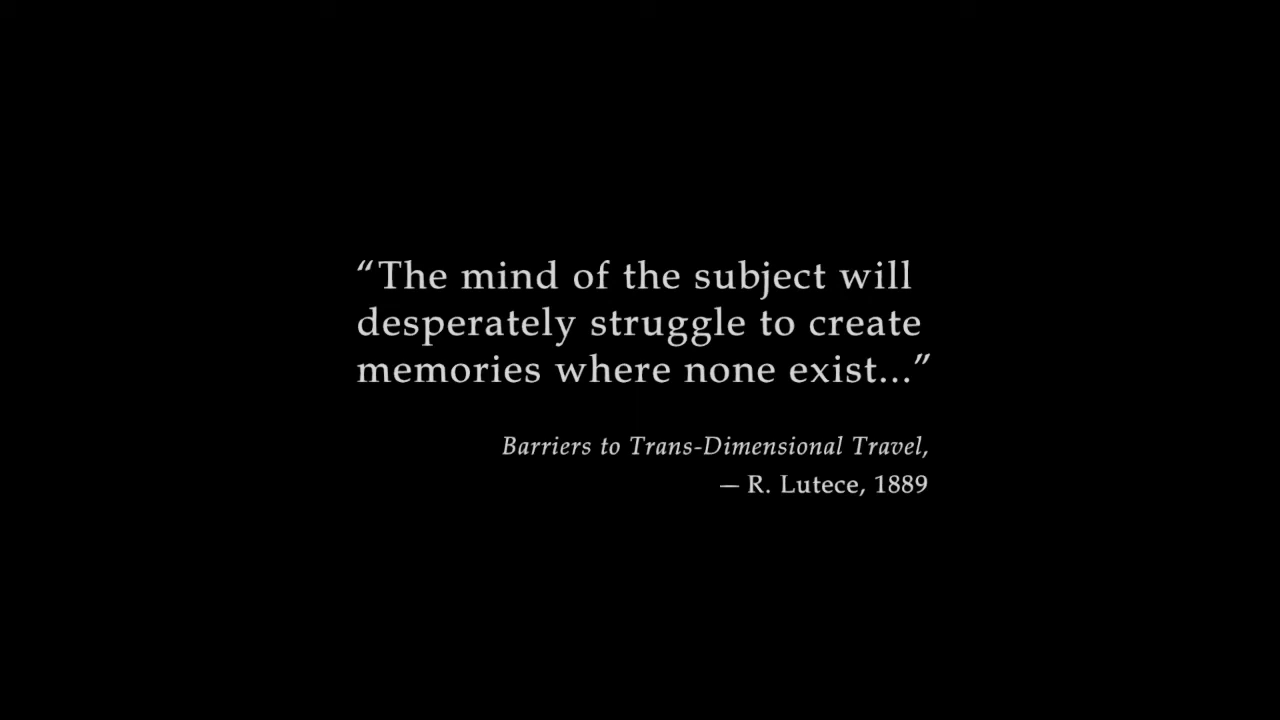 “The mind of the subject will
desperately struggle to create
memories where none exist...”
Barriers to Trans-Dimensional Travel,
— R. Lutece, 1889